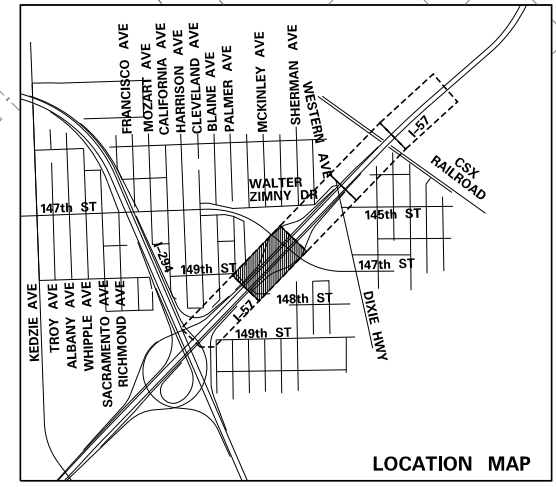 FRANCISCO AVE
MOZART AVE
CALIFORNIA AVE
HARRISON AVE
CLEVELAND AVE
BLAINE AVE
PALMER AVE
MCKINLEY AVE
SHERMAN AVE
WESTERN AVE
I-57
CSX
RAILROAD
WALTER
ZIMNY DR
147th ST
145th ST
I-294
149th ST
147th ST
148th ST
I-57
149th ST
DIXIE HWY
KEDZIE AVE
TROY AVE
ALBANY AVE
WHIPPLE AVE
SACRAMENTO AVE
RICHMOND AVE
LOCATION MAP